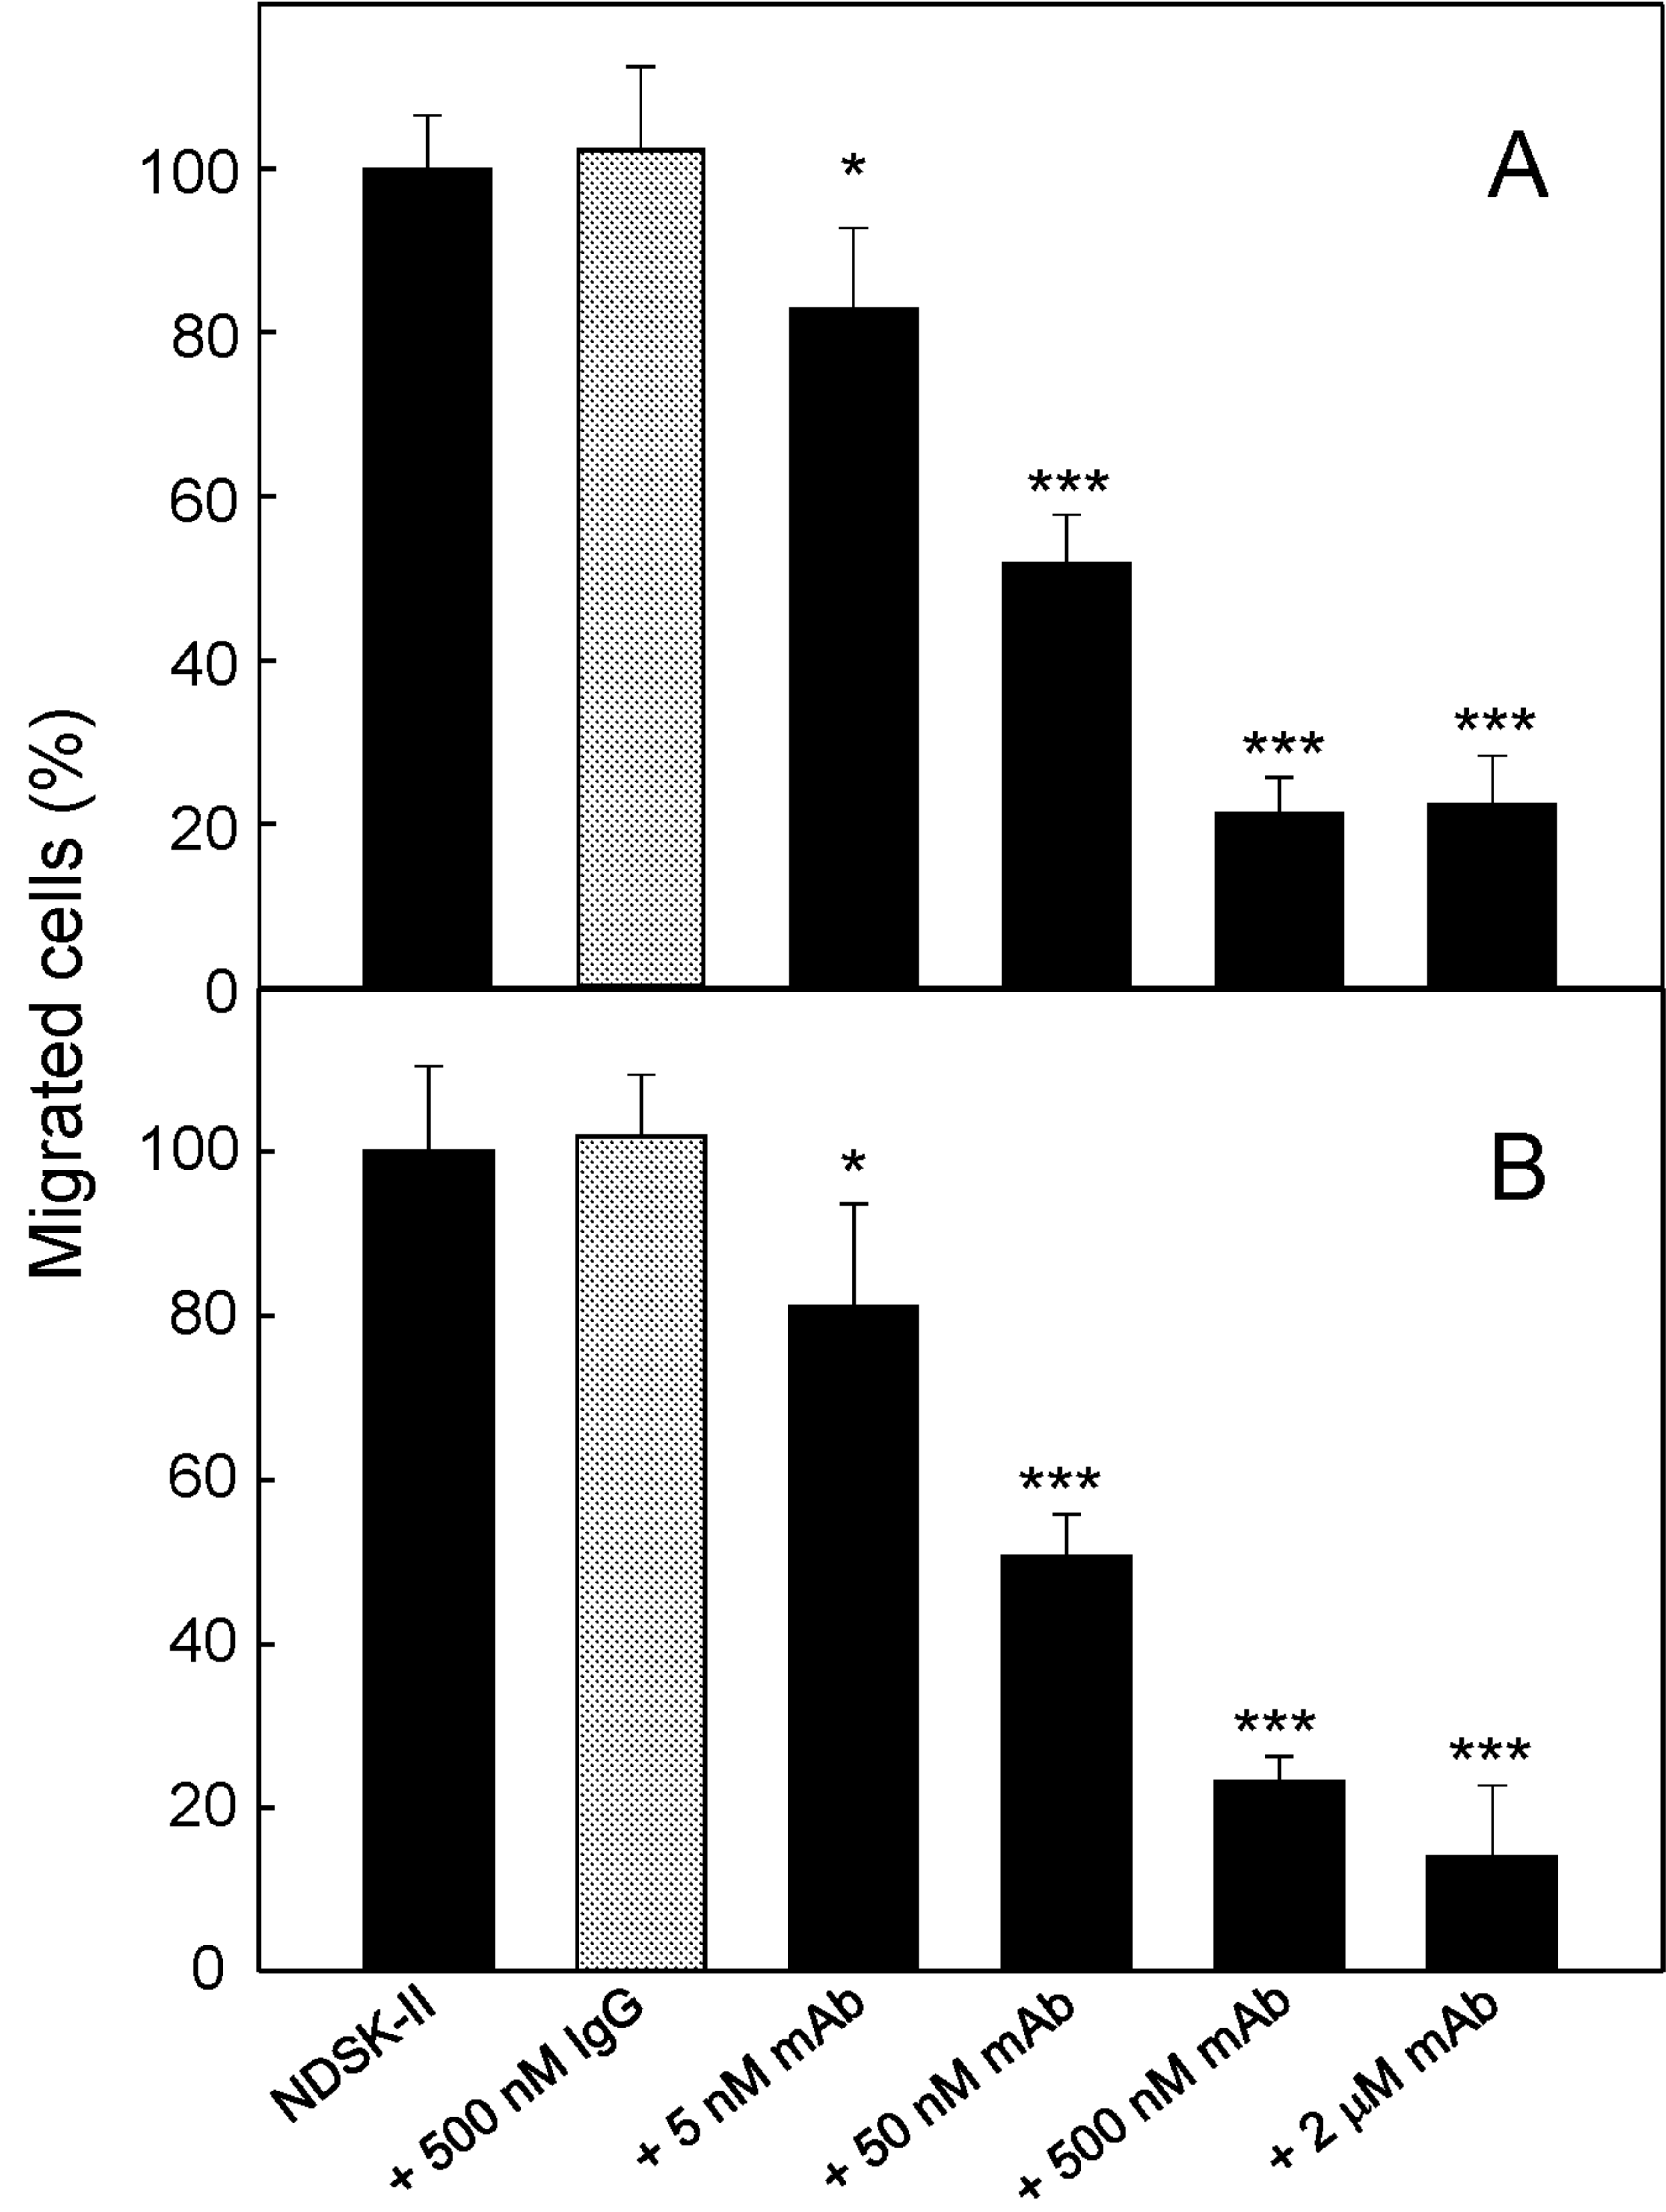 A
100
*
80
60
***
40
***
***
20
0
Migrated cells (%)
B
100
*
80
60
***
40
***
***
20
0
NDSK-II
+ 500 nM IgG
+ 5 nM mAb
+ 50 nM mAb
+ 500 nM mAb
+ 2 μM mAb